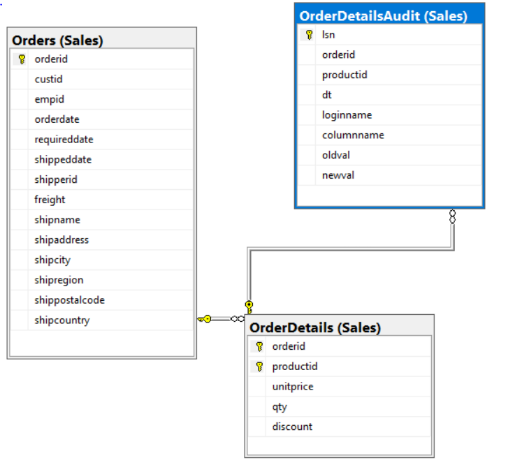 Orders (Sales)
orderid
custid
empid
orderdate
requireddate
shippeddate
shipperid
freight
shipname
shipaddress
shipcity
shipregion
shippostalcode
shipcountry
OrderDetailsAudit (Sales)
lsn
orderid
productid
dt
loginname
columnname
oldval
newval
OrderDetails (Sales)
orderid
productid
unitprice
qty
discount